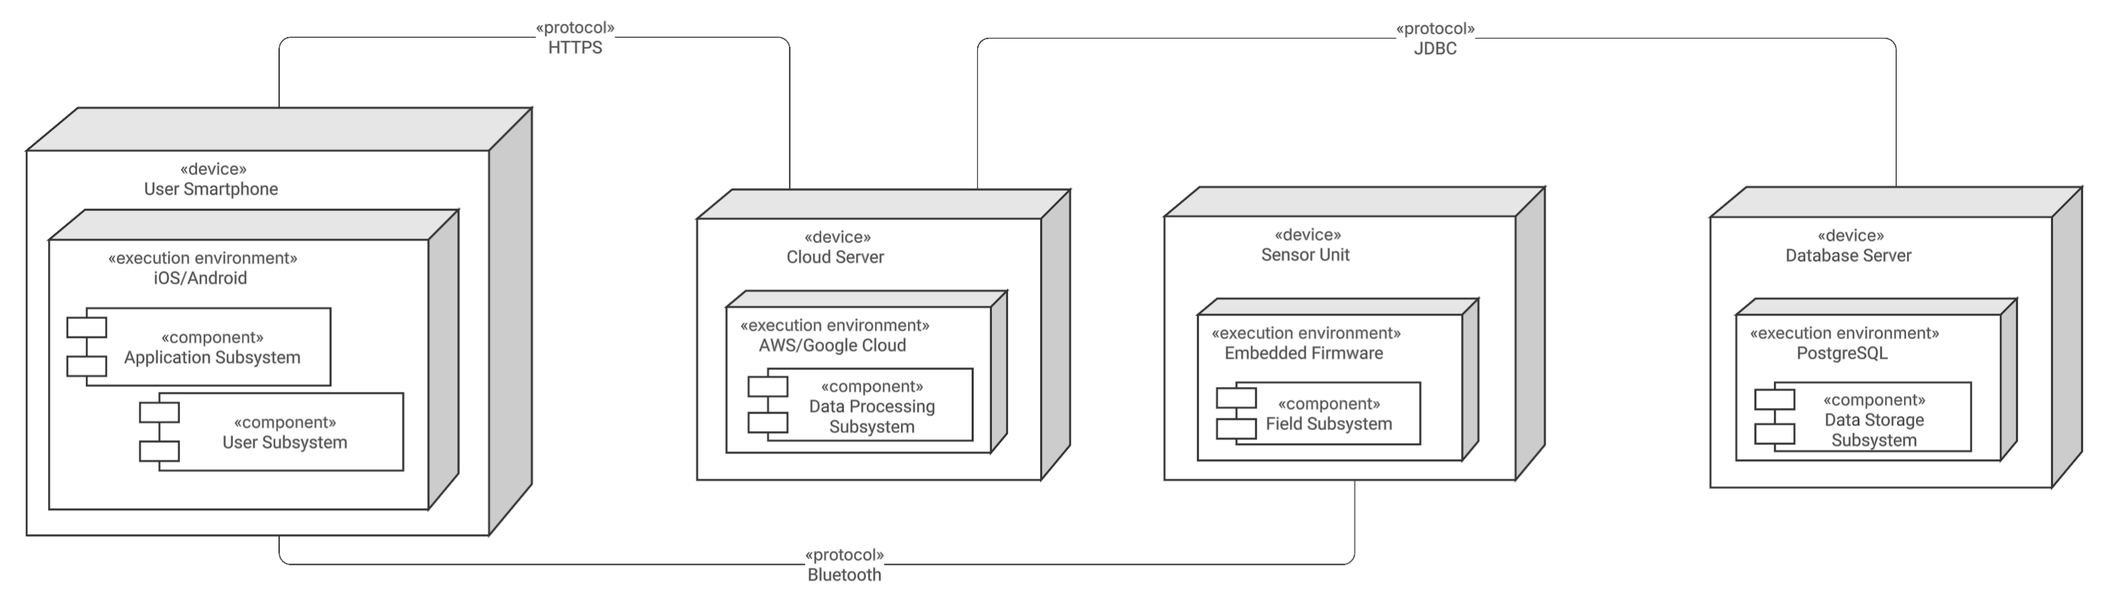 «protocol»
HTTPS
«protocol»
JDBC
«device»
User Smartphone
«execution environment»
iOS/Android
«component»
Application Subsystem
«component»
User Subsystem
«device»
Cloud Server
«execution environment»
AWS/Google Cloud
«component»
Data Processing
Subsystem
«device»
Sensor Unit
«execution environment»
Embedded Firmware
«component»
Field Subsystem
«device»
Database Server
«execution environment»
PostgreSQL
«component»
Data Storage
Subsystem
«protocol»
Bluetooth